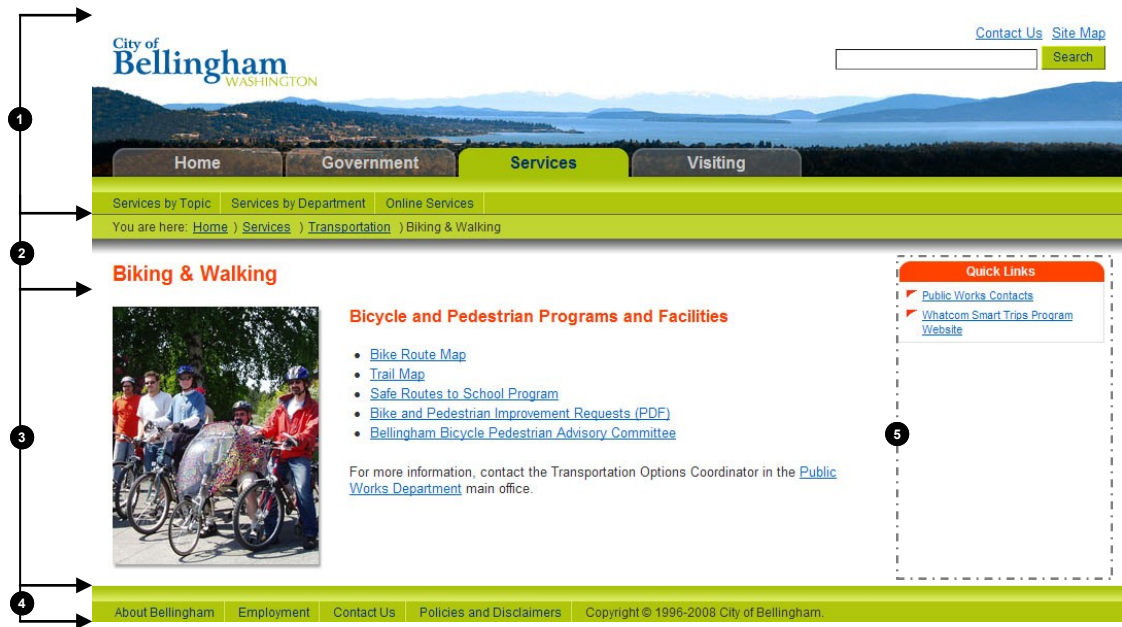 City of
Bellingham
WASHINGTON
Contact Us Site Map
Search
1
Home Government Services Visiting
Services by Topic Services by Department Online Services
You are here: Home ) Services ) Transportation ) Biking & Walking
2
Biking & Walking
Quick Links
Public Works Contacts
Whatcom Smart Trips Program
Website
Bicycle and Pedestrian Programs and Facilities
• Bike Route Map
• Trail Map
• Safe Routes to School Program
• Bike and Pedestrian Improvement Requests (PDF)
• Bellingham Bicycle Pedestrian Advisory Committee
3
5
For more information, contact the Transportation Options Coordinator in the Public
Works Department main office.
4
About Bellingham Employment Contact Us Policies and Disclaimers Copyright © 1996-2008 City of Bellingham.